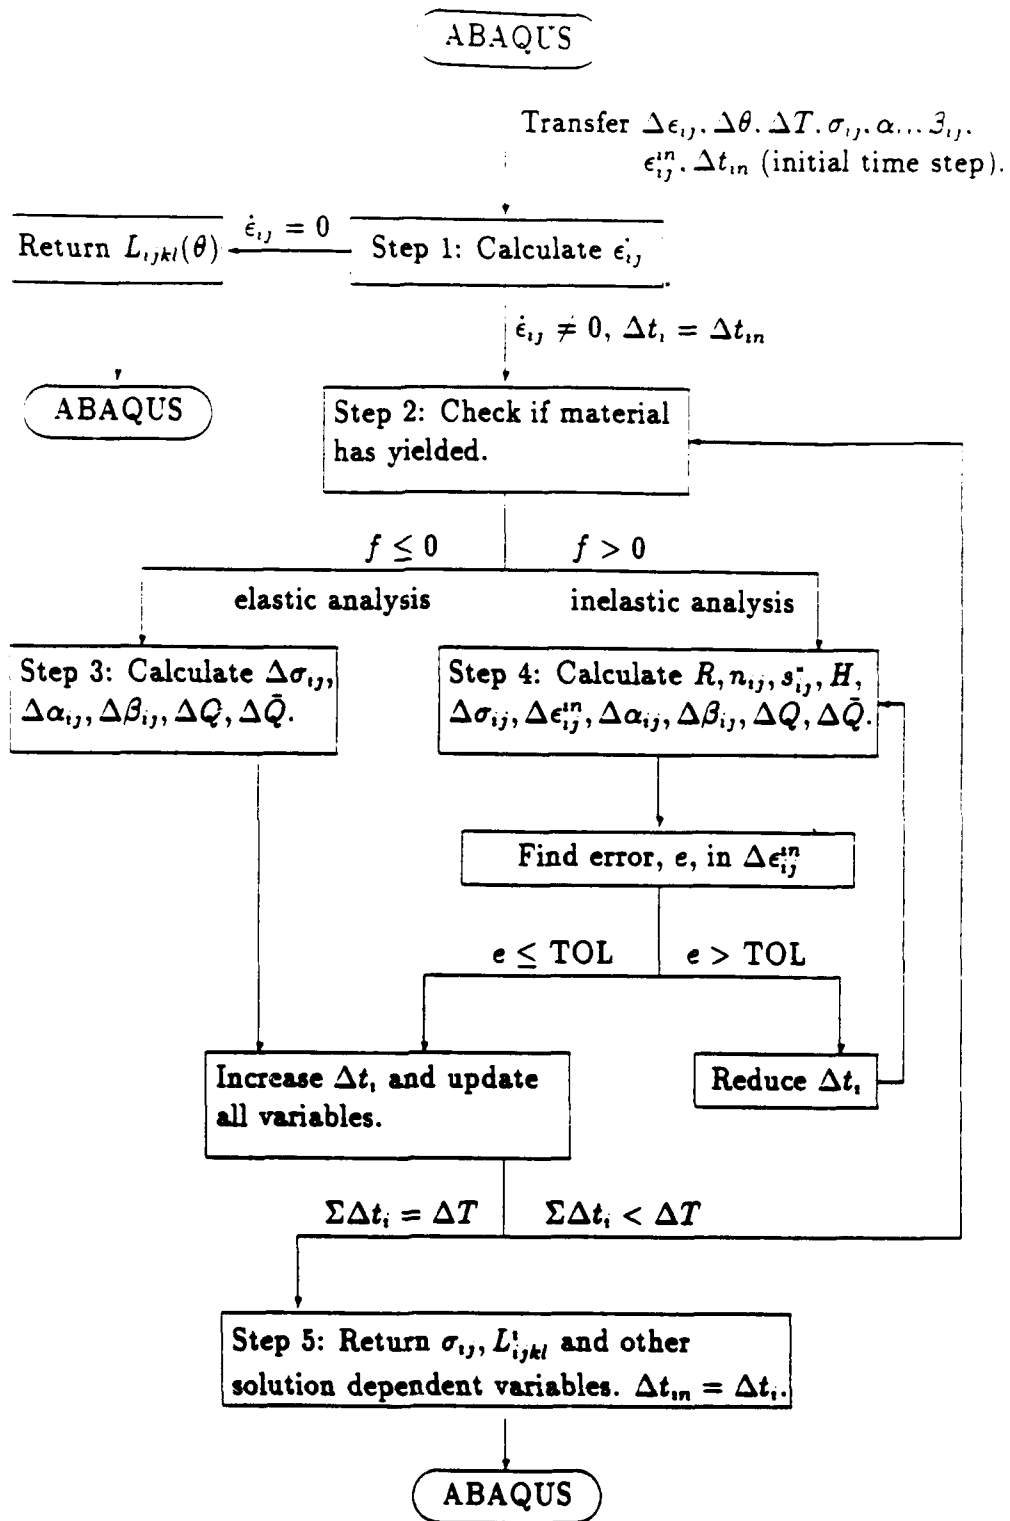 ABAQUS
Transfer Δϵ_ij, Δθ, ΔT, σ_ij, α... β_ij,
ϵ^in_ij, Δt_in (initial time step).
ϵ̇_ij = 0
Return L_ijkl(θ)
Step 1: Calculate ϵ̇_ij
ϵ̇_ij ≠ 0, Δt_i = Δt_in
ABAQUS
Step 2: Check if material
has yielded.
f ≤ 0
f > 0
elastic analysis
inelastic analysis
Step 3: Calculate Δσ_ij,
Δα_ij, Δβ_ij, ΔQ, ΔQ̄.
Step 4: Calculate R, n_ij, s_ij, H,
Δσ_ij, Δϵ^in_ij, Δα_ij, Δβ_ij, ΔQ, ΔQ̄.
Find error, e, in Δϵ^in_ij
e ≤ TOL
e > TOL
Increase Δt_i and update
all variables.
Reduce Δt_i
ΣΔt_i = ΔT
ΣΔt_i < ΔT
Step 5: Return σ_ij, L_ijkl and other
solution dependent variables. Δt_in = Δt_i.
ABAQUS